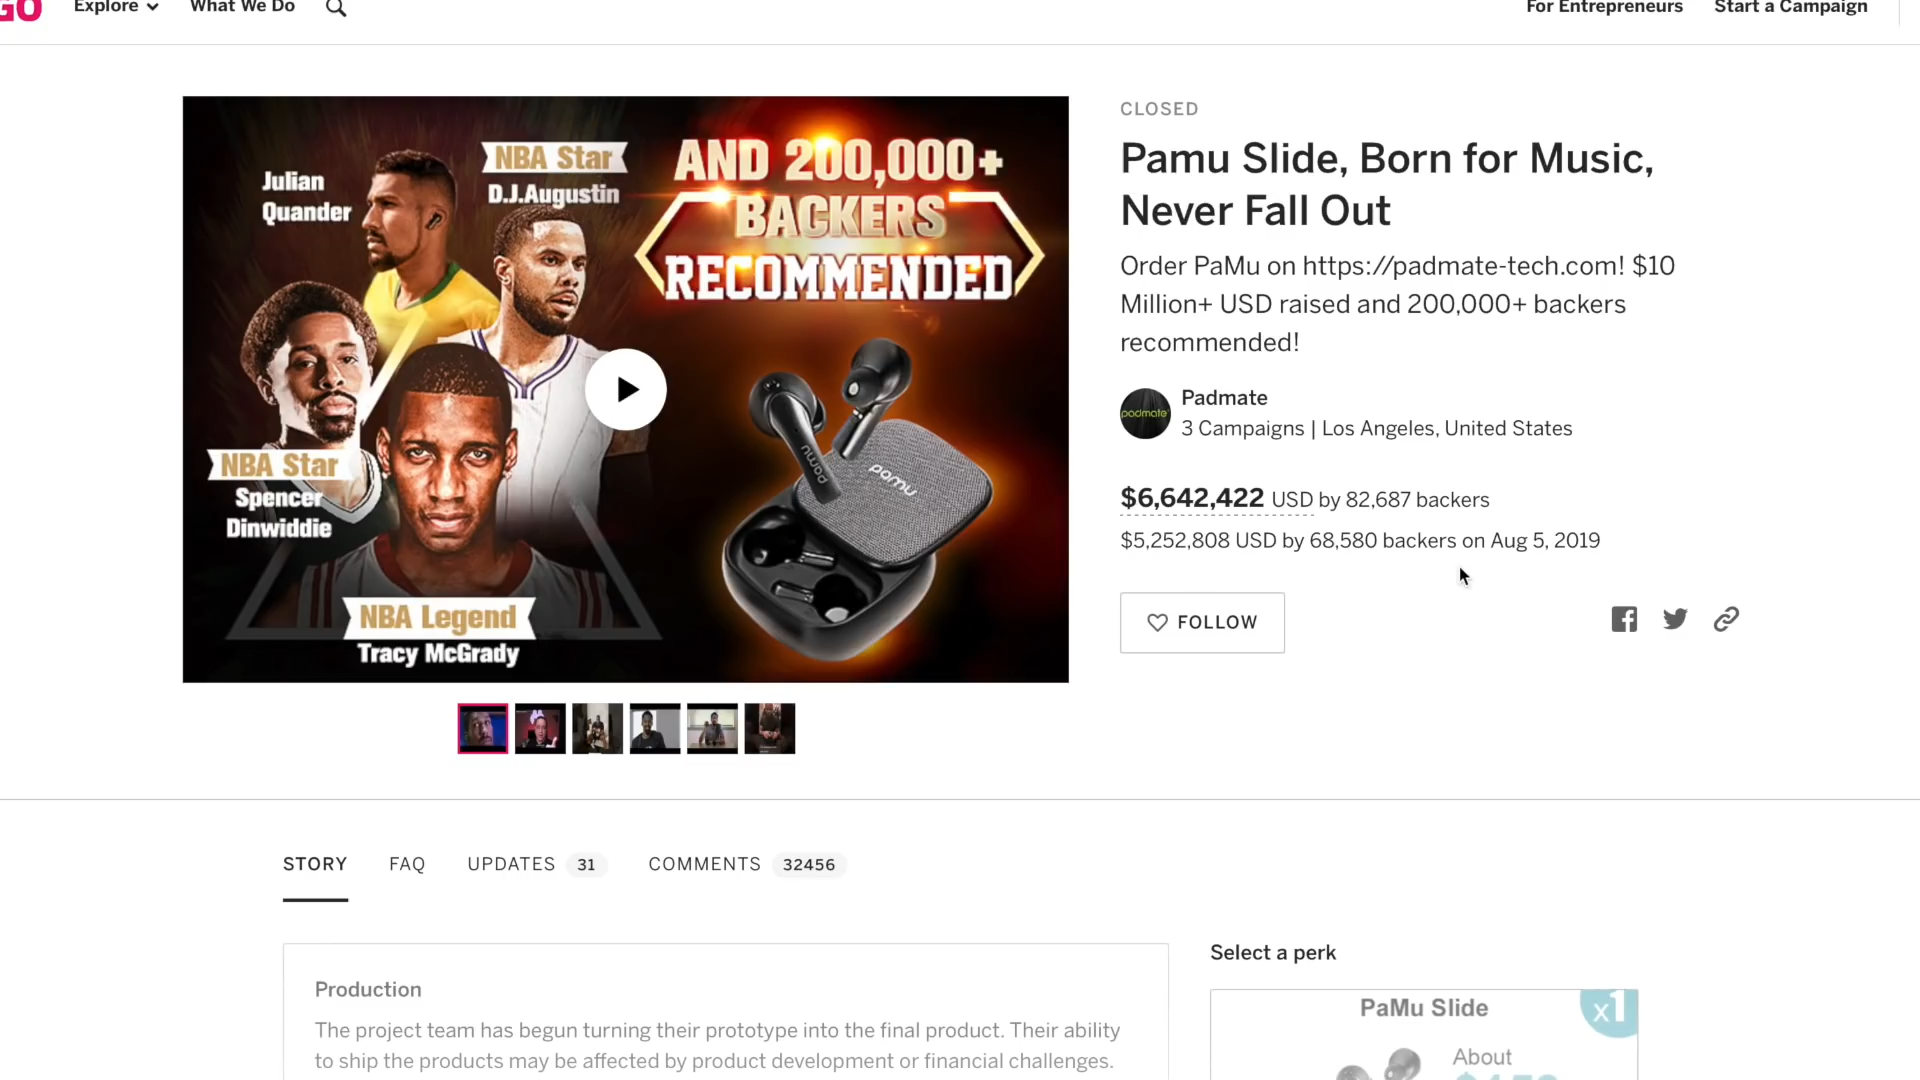 GO
Explore
What We Do
For Entrepreneurs
Start a Campaign
Julian
Quander
NBA Star
D.J.Augustin
AND 200,000+
BACKERS
RECOMMENDED
NBA Star
Spencer
Dinwiddie
NBA Legend
Tracy McGrady
pamu
pamu
CLOSED
Pamu Slide, Born for Music,
Never Fall Out
Order PaMu on https://padmate-tech.com! $10
Million+ USD raised and 200,000+ backers
recommended!
padmate
Padmate
3 Campaigns | Los Angeles, United States
$6,642,422 USD by 82,687 backers
$5,252,808 USD by 68,580 backers on Aug 5, 2019
FOLLOW
STORY
FAQ
UPDATES 31
COMMENTS 32456
Production
The project team has begun turning their prototype into the final product. Their ability
to ship the products may be affected by product development or financial challenges.
Select a perk
PaMu Slide
x1
About